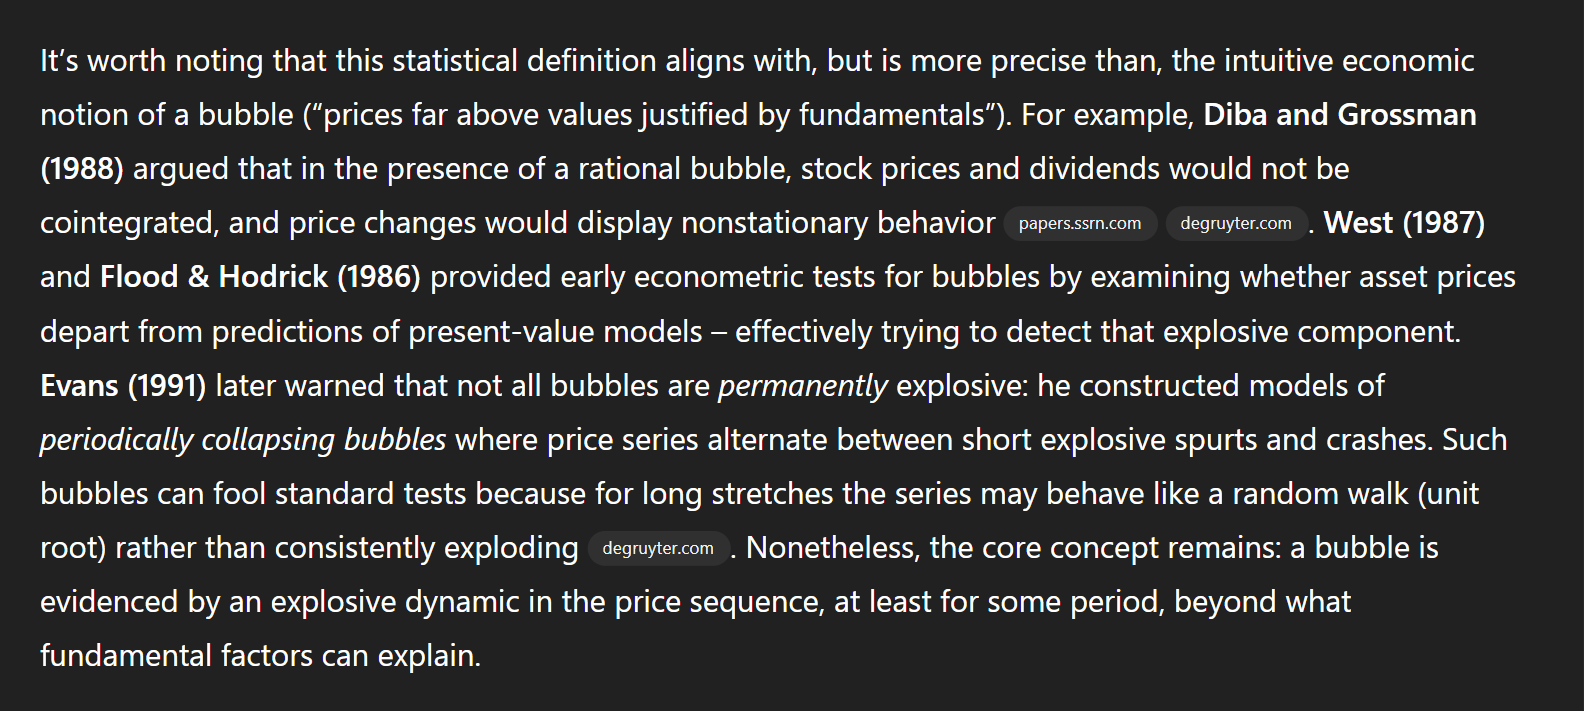 It’s worth noting that this statistical definition aligns with, but is more precise than, the intuitive economic
notion of a bubble (“prices far above values justified by fundamentals”). For example, Diba and Grossman
(1988) argued that in the presence of a rational bubble, stock prices and dividends would not be
cointegrated, and price changes would display nonstationary behavior papers.ssrn.com degruyter.com . West (1987)
and Flood & Hodrick (1986) provided early econometric tests for bubbles by examining whether asset prices
depart from predictions of present-value models – effectively trying to detect that explosive component.
Evans (1991) later warned that not all bubbles are permanently explosive: he constructed models of
periodically collapsing bubbles where price series alternate between short explosive spurts and crashes. Such
bubbles can fool standard tests because for long stretches the series may behave like a random walk (unit
root) rather than consistently exploding degruyter.com . Nonetheless, the core concept remains: a bubble is
evidenced by an explosive dynamic in the price sequence, at least for some period, beyond what
fundamental factors can explain.